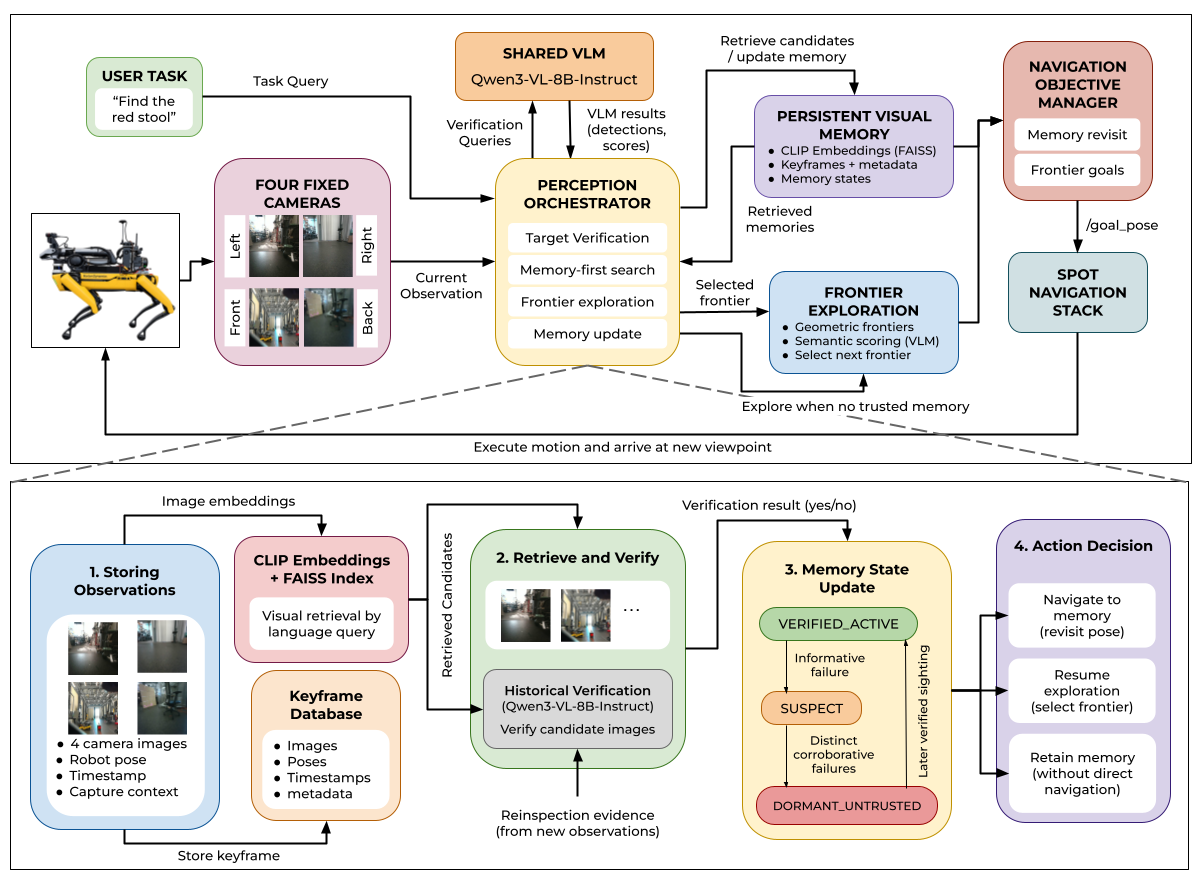 USER TASK
“Find the
red stool”
Task Query
SHARED VLM
Qwen3-VL-8B-Instruct
Verification
Queries
VLM results
(detections,
scores)
Retrieve candidates
/ update memory
FOUR FIXED
CAMERAS
Left
Right
Front
Back
Current
Observation
PERCEPTION
ORCHESTRATOR
Target Verification
Memory-first search
Frontier exploration
Memory update
PERSISTENT VISUAL
MEMORY
● CLIP Embeddings (FAISS)
● Keyframes + metadata
● Memory states
Retrieved
memories
Selected
frontier
FRONTIER
EXPLORATION
● Geometric frontiers
● Semantic scoring (VLM)
● Select next frontier
Explore when no trusted memory
NAVIGATION
OBJECTIVE
MANAGER
Memory revisit
Frontier goals
/goal_pose
SPOT
NAVIGATION
STACK
Execute motion and arrive at new viewpoint
Image embeddings
1. Storing
Observations
● 4 camera images
● Robot pose
● Timestamp
● Capture context
Store keyframe
CLIP Embeddings
+ FAISS Index
Visual retrieval by
language query
Keyframe
Database
● Images
● Poses
● Timestamps
● metadata
Retrieved Candidates
2. Retrieve and Verify
...
Historical Verification
(Qwen3-VL-8B-Instruct)
Verify candidate images
Reinspection evidence
(from new observations)
Verification result (yes/no)
3. Memory State
Update
VERIFIED_ACTIVE
Informative
failure
SUSPECT
Distinct
corroborative
failures
Later verified sighting
DORMANT_UNTRUSTED
4. Action Decision
Navigate to
memory
(revisit pose)
Resume
exploration
(select frontier)
Retain memory
(without direct
navigation)